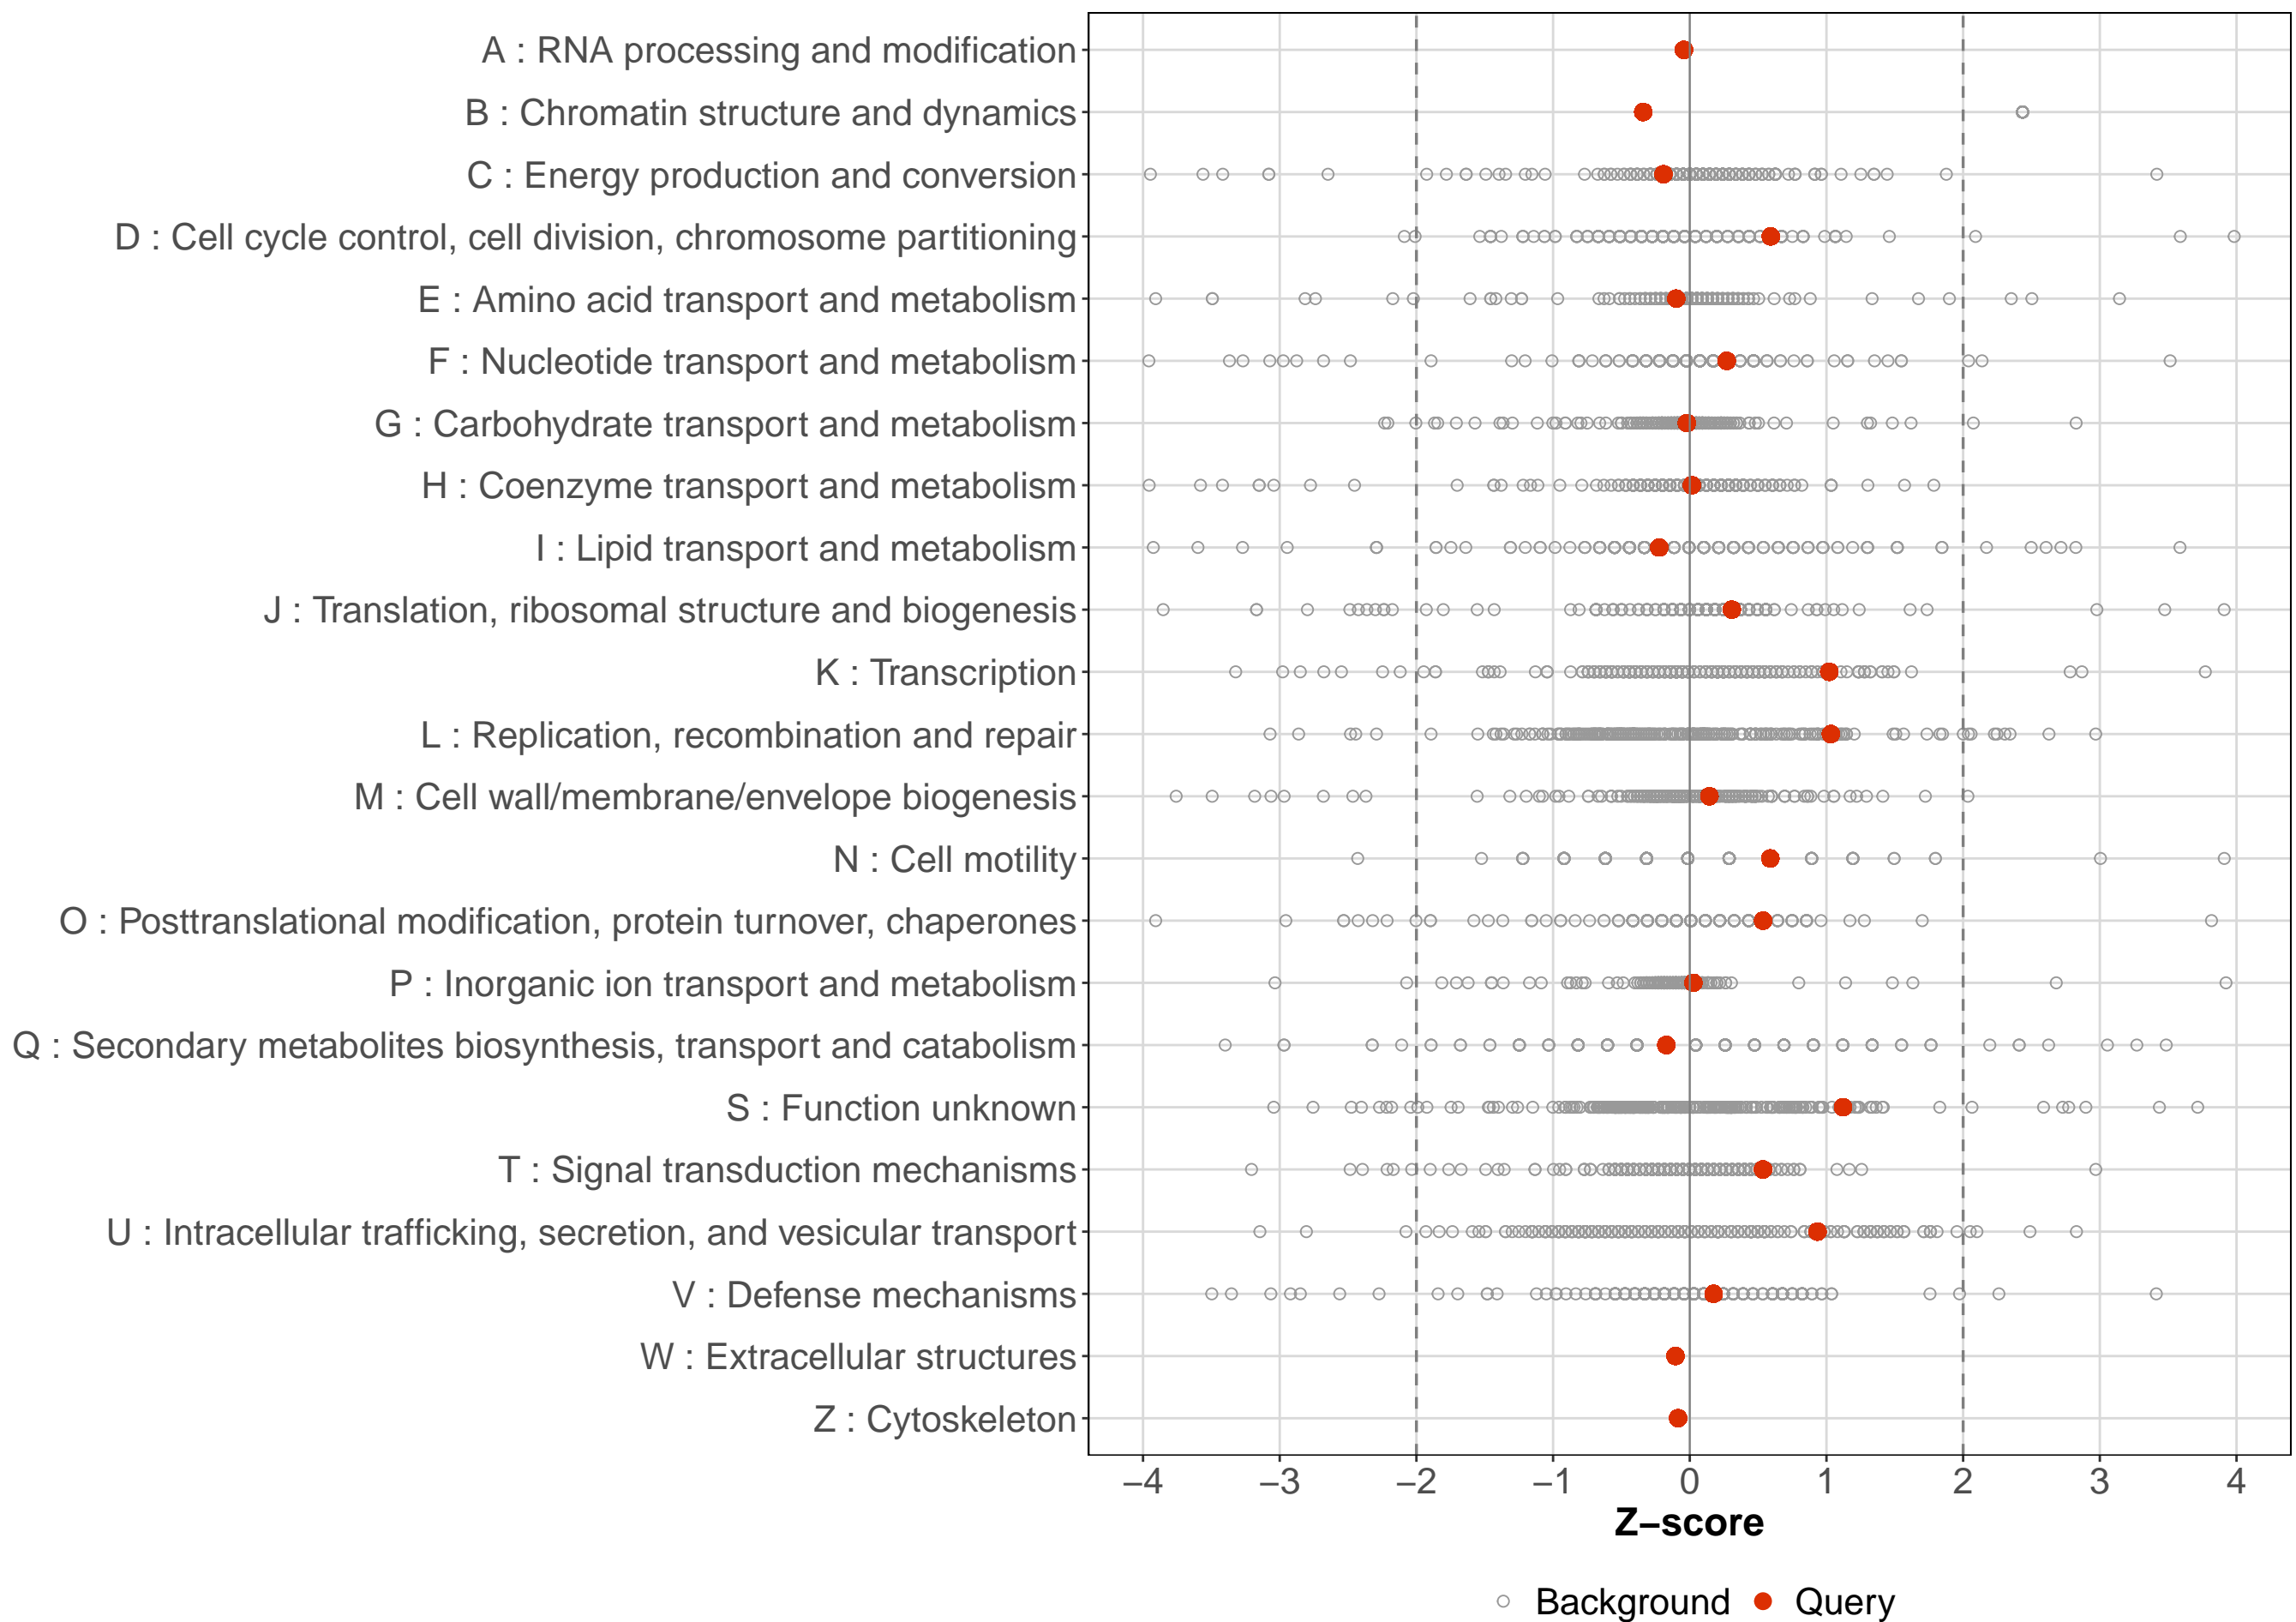 A : RNA processing and modification
B : Chromatin structure and dynamics
C : Energy production and conversion
D : Cell cycle control, cell division, chromosome partitioning
E : Amino acid transport and metabolism
F : Nucleotide transport and metabolism
G : Carbohydrate transport and metabolism
H : Coenzyme transport and metabolism
I : Lipid transport and metabolism
J : Translation, ribosomal structure and biogenesis
K : Transcription
L : Replication, recombination and repair
M : Cell wall/membrane/envelope biogenesis
N : Cell motility
O : Posttranslational modification, protein turnover, chaperones
P : Inorganic ion transport and metabolism
Q : Secondary metabolites biosynthesis, transport and catabolism
S : Function unknown
T : Signal transduction mechanisms
U : Intracellular trafficking, secretion, and vesicular transport
V : Defense mechanisms
W : Extracellular structures
Z : Cytoskeleton
−4 −3 −2 −1 0 1 2 3 4
Z−score
Background Query